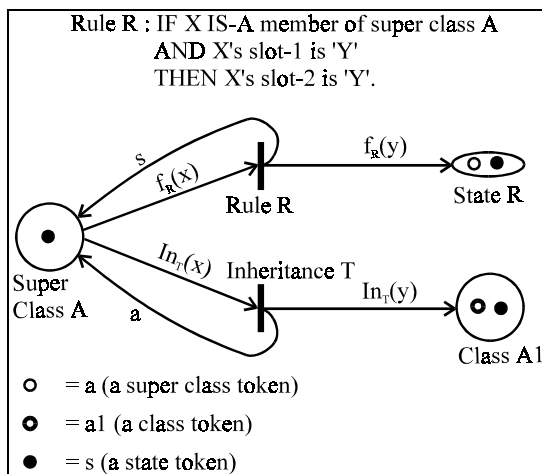 Rule R : IF X IS-A member of super class A
AND X's slot-1 is 'Y'
THEN X's slot-2 is 'Y'.
s
f_R(x)
f_R(y)
Rule R
State R
Super
Class A
In_T(x)
Inheritance T
In_T(y)
a
Class A1
= a (a super class token)
= a1 (a class token)
= s (a state token)